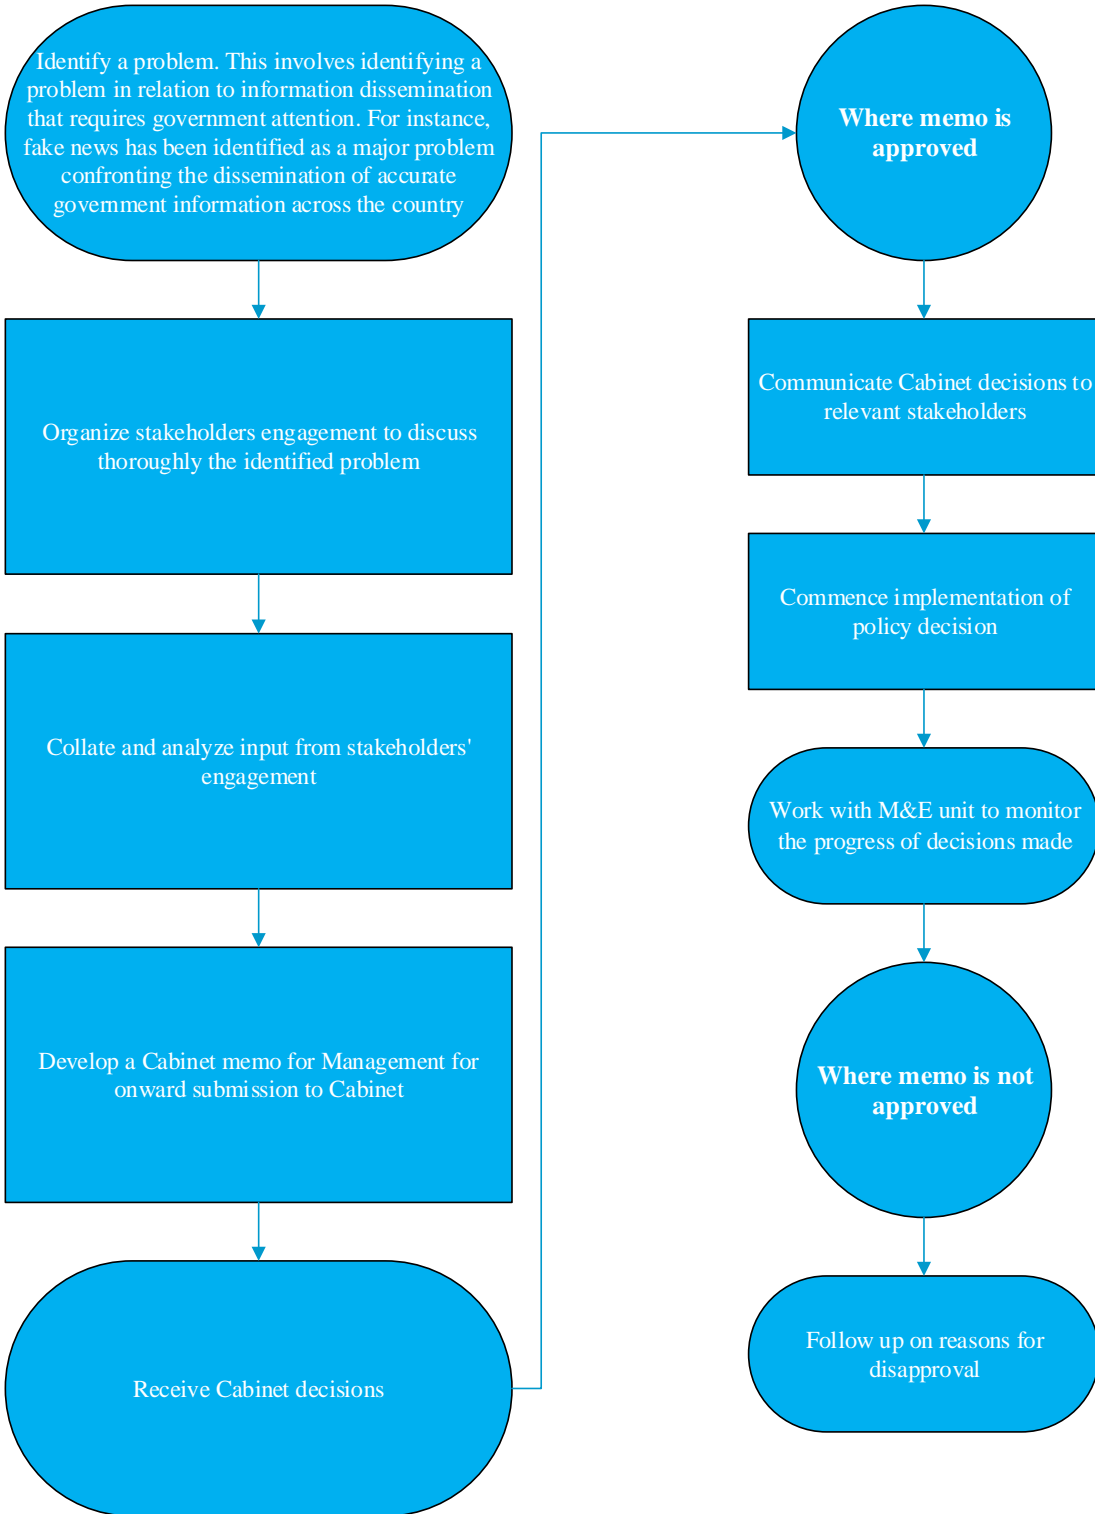 Identify a problem. This involves identifying a
problem in relation to information dissemination
that requires government attention. For instance,
fake news has been identified as a major problem
confronting the dissemination of accurate
government information across the country
Organize stakeholders engagement to discuss
thoroughly the identified problem
Collate and analyze input from stakeholders'
engagement
Develop a Cabinet memo for Management for
onward submission to Cabinet
Receive Cabinet decisions
Where memo is
approved
Communicate Cabinet decisions to
relevant stakeholders
Commence implementation of
policy decision
Work with M&E unit to monitor
the progress of decisions made
Where memo is not
approved
Follow up on reasons for
disapproval